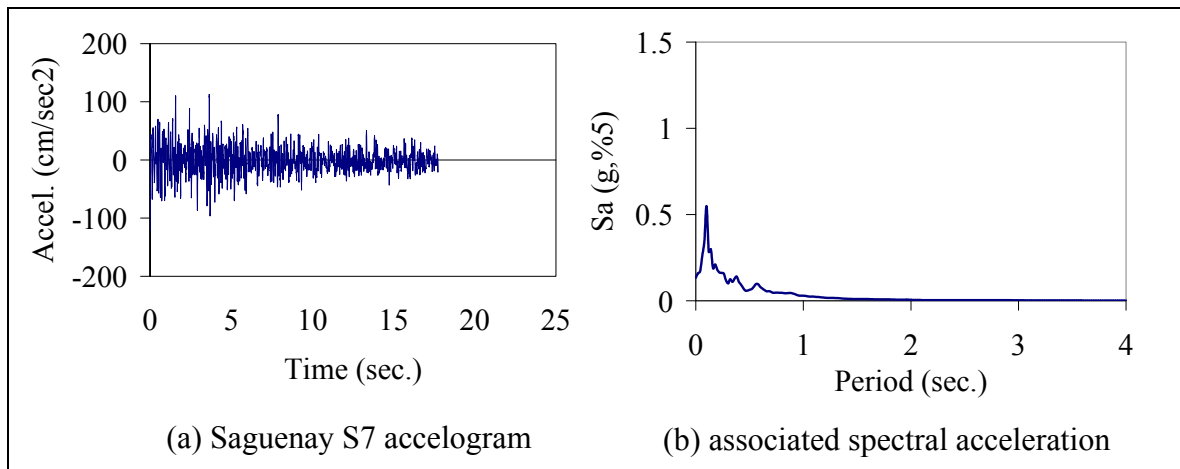 200
100
0
-100
-200
Accel. (cm/sec2)
0 5 10 15 20 25
Time (sec.)
(a) Saguenay S7 accelogram
1.5
1
0.5
0
Sa (g,%5)
0 1 2 3 4
Period (sec.)
(b) associated spectral acceleration